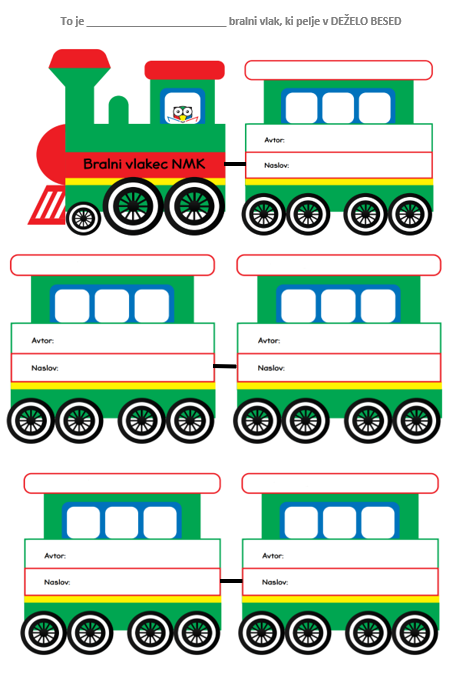 To je ___________________________ bralni vlak, ki pelje v DEŽELO BESED
Bralni vlakec NMK
Avtor:
Naslov:
Avtor:
Naslov:
Avtor:
Naslov:
Avtor:
Naslov:
Avtor:
Naslov: